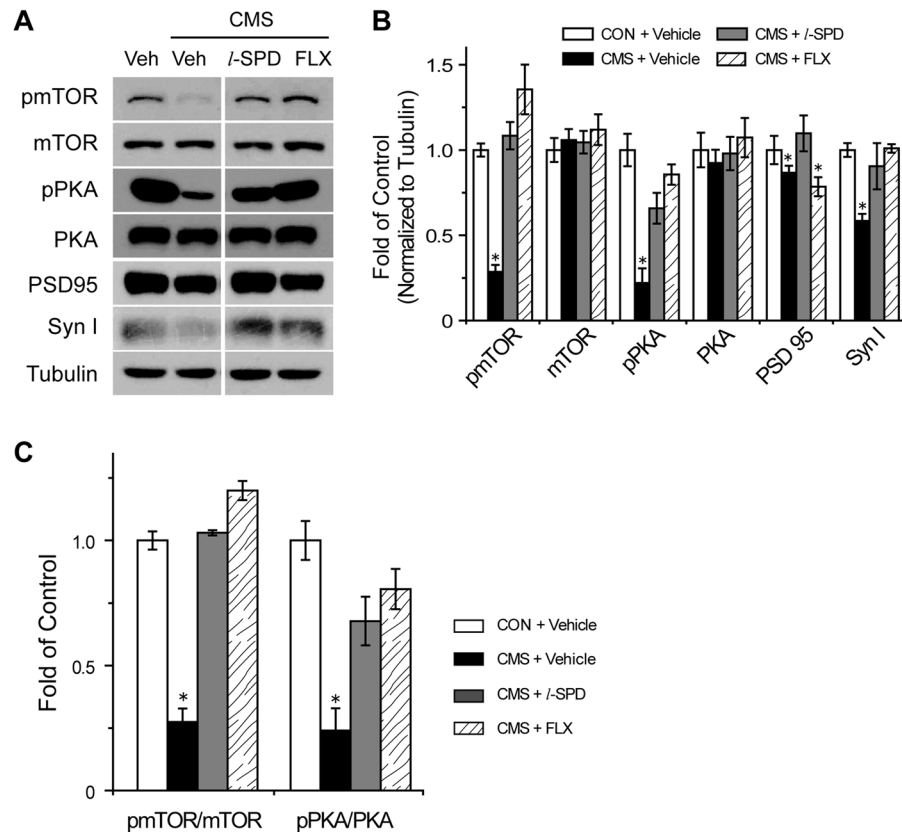 A
CMS
Veh Veh l-SPD FLX
pmTOR
mTOR
pPKA
PKA
PSD95
Syn I
Tubulin
B
CON + Vehicle CMS + l-SPD
CMS + Vehicle CMS + FLX
Fold of Control
(Normalized to Tubulin)
1.5
1.0
0.5
0
* * * * *
pmTOR mTOR pPKA PKA PSD 95 Syn I
C
Fold of Control
1.0
0.5
0
* *
pmTOR/mTOR pPKA/PKA
CON + Vehicle
CMS + Vehicle
CMS + l-SPD
CMS + FLX